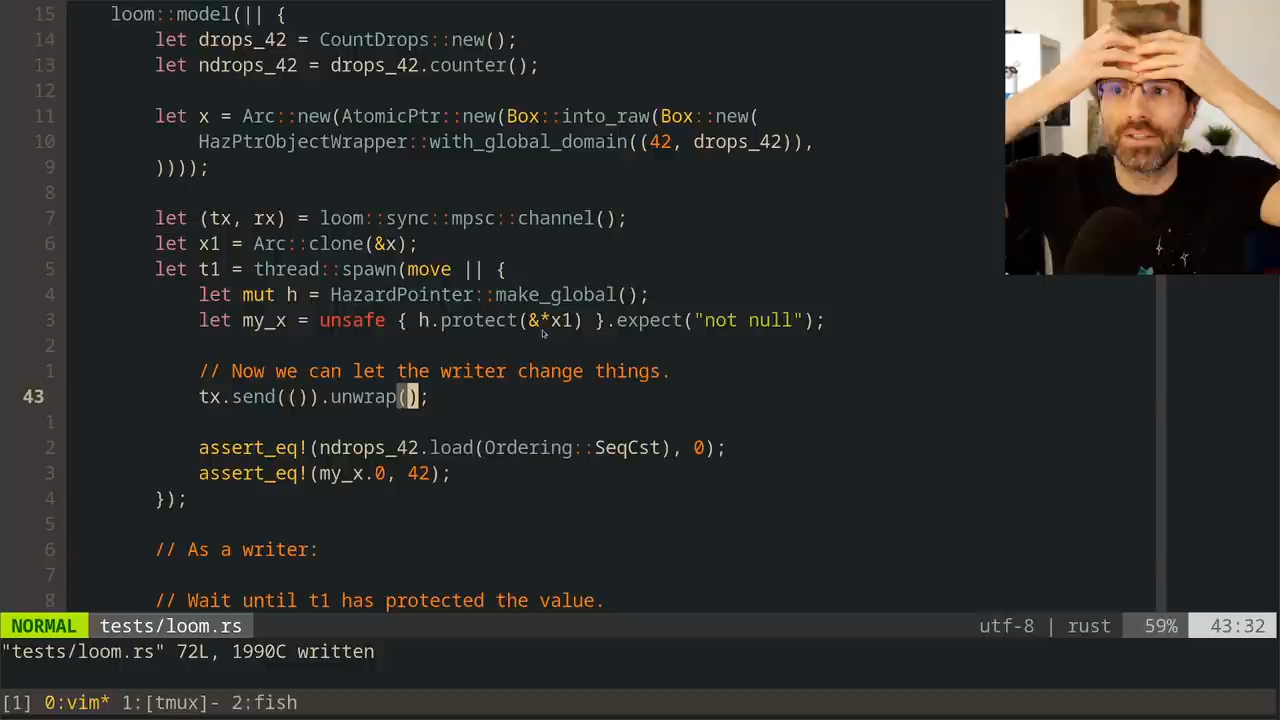 15 loom::model(|| {
14 let drops_42 = CountDrops::new();
13 let ndrops_42 = drops_42.counter();
12
11 let x = Arc::new(AtomicPtr::new(Box::into_raw(Box::new(
10 HazPtrObjectWrapper::with_global_domain((42, drops_42)),
9 ))));
8
7 let (tx, rx) = loom::sync::mpsc::channel();
6 let x1 = Arc::clone(&x);
5 let t1 = thread::spawn(move || {
4 let mut h = HazardPointer::make_global();
3 let my_x = unsafe { h.protect(&*x1) }.expect("not null");
2
1 // Now we can let the writer change things.
43 tx.send(()).unwrap();
1
2 assert_eq!(ndrops_42.load(Ordering::SeqCst), 0);
3 assert_eq!(my_x.0, 42);
4 });
5
6 // As a writer:
7
8 // Wait until t1 has protected the value.
NORMAL tests/loom.rs utf-8 | rust 59% 43:32
"tests/loom.rs" 72L, 1990C written
[1] 0:vim* 1:[tmux]- 2:fish